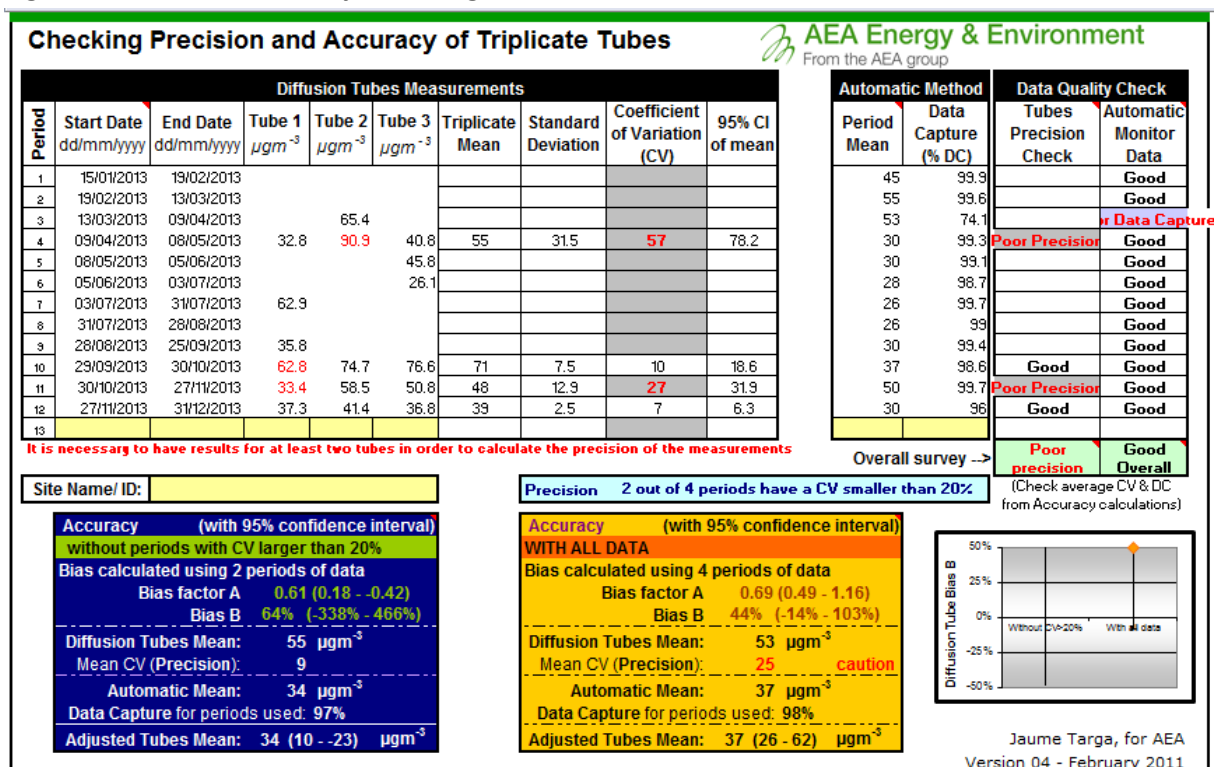 Checking Precision and Accuracy of Triplicate Tubes
AEA Energy & Environment
From the AEA group
Diffusion Tubes Measurements
Automatic Method
Data Quality Check
Period
Start Date dd/mm/yyyy
End Date dd/mm/yyyy
Tube 1 µgm-3
Tube 2 µgm-3
Tube 3 µgm-3
Triplicate Mean
Standard Deviation
Coefficient of Variation (CV)
95% CI of mean
Period Mean
Data Capture (% DC)
Tubes Precision Check
Automatic Monitor Data
1 15/01/2013 19/02/2013 45 99.9 Good
2 19/02/2013 13/03/2013 55 99.6 Good
3 13/03/2013 09/04/2013 65.4 53 74.1 r Data Capture
4 09/04/2013 08/05/2013 32.8 90.9 40.8 55 31.5 57 78.2 30 99.3 Poor Precision Good
5 08/05/2013 05/06/2013 45.8 30 99.1 Good
6 05/06/2013 03/07/2013 26.1 28 98.7 Good
7 03/07/2013 31/07/2013 62.9 26 99.7 Good
8 31/07/2013 28/08/2013 26 99 Good
9 28/08/2013 25/09/2013 35.8 30 99.4 Good
10 29/09/2013 30/10/2013 62.8 74.7 76.6 71 7.5 10 18.6 37 98.6 Good Good
11 30/10/2013 27/11/2013 33.4 58.5 50.8 48 12.9 27 31.9 50 99.7 Poor Precision Good
12 27/11/2013 31/12/2013 37.3 41.4 36.8 39 2.5 7 6.3 30 96 Good Good
13
It is necessary to have results for at least two tubes in order to calculate the precision of the measurements
Overall survey -->
Poor precision
Good Overall
Site Name/ ID:
Precision 2 out of 4 periods have a CV smaller than 20%
(Check average CV & DC
from Accuracy calculations)
Accuracy (with 95% confidence interval)
without periods with CV larger than 20%
Bias calculated using 2 periods of data
Bias factor A 0.61 (0.18 - -0.42)
Bias B 64% (-338% - 466%)
Diffusion Tubes Mean: 55 µgm-3
Mean CV (Precision): 9
Automatic Mean: 34 µgm-3
Data Capture for periods used: 97%
Adjusted Tubes Mean: 34 (10 - -23) µgm-3
Accuracy (with 95% confidence interval)
WITH ALL DATA
Bias calculated using 4 periods of data
Bias factor A 0.69 (0.49 - 1.16)
Bias B 44% (-14% - 103%)
Diffusion Tubes Mean: 53 µgm-3
Mean CV (Precision): 25 caution
Automatic Mean: 37 µgm-3
Data Capture for periods used: 98%
Adjusted Tubes Mean: 37 (26 - 62) µgm-3
Diffusion Tube Bias B
50%
25%
0%
-25%
-50%
Without CV>20%
With all data
Jaume Targa, for AEA
Version 04 - February 2011